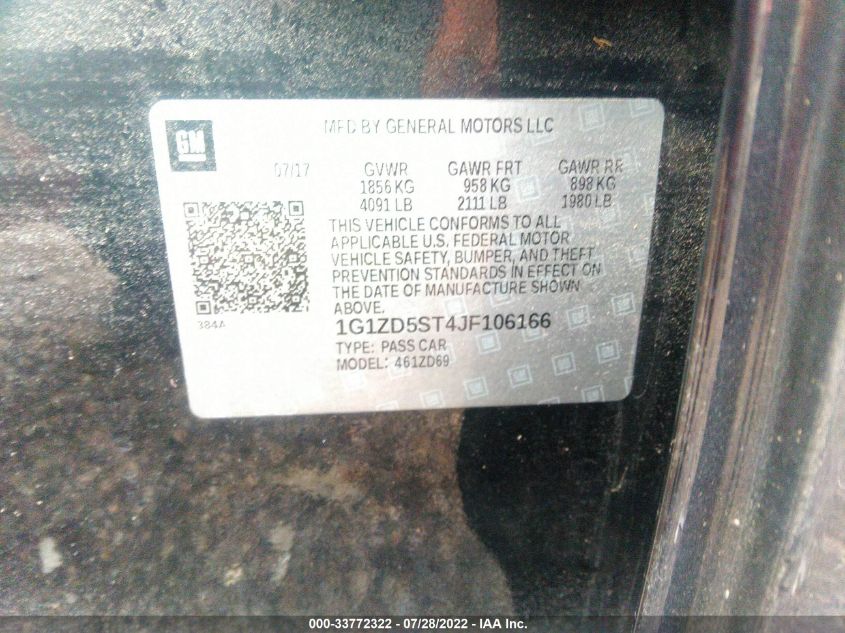 GM
MFD BY GENERAL MOTORS LLC
07/17 GVWR GAWR FRT GAWR RR
1856 KG 958 KG 898 KG
4091 LB 2111 LB 1980 LB
THIS VEHICLE CONFORMS TO ALL
APPLICABLE U.S. FEDERAL MOTOR
VEHICLE SAFETY, BUMPER, AND THEFT
PREVENTION STANDARDS IN EFFECT ON
THE DATE OF MANUFACTURE SHOWN
ABOVE.
384A
1G1ZD5ST4JF106166
TYPE: PASS CAR
MODEL: 461ZD69
000-33772322 / 07/28/2022 - IAA Inc.